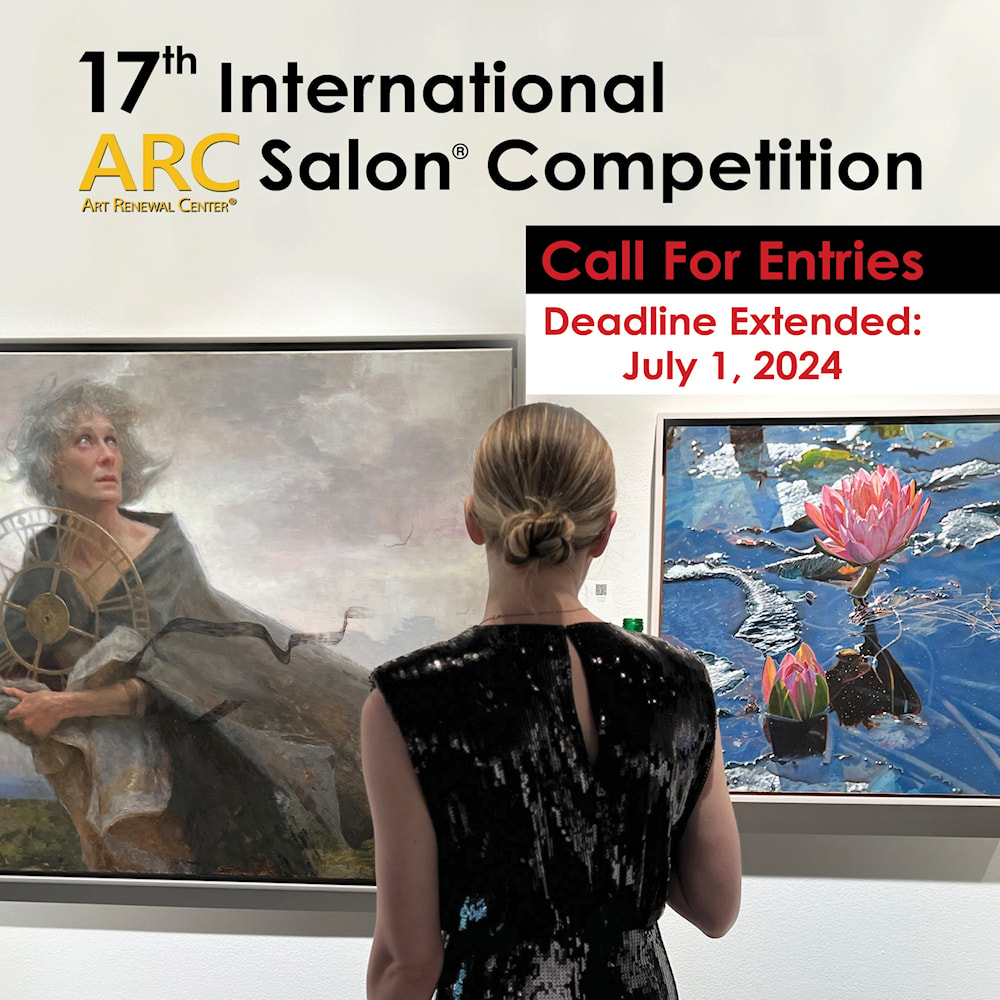 17th International
ARC Salon® Competition
ART RENEWAL CENTER®
Call For Entries
Deadline Extended:
July 1, 2024